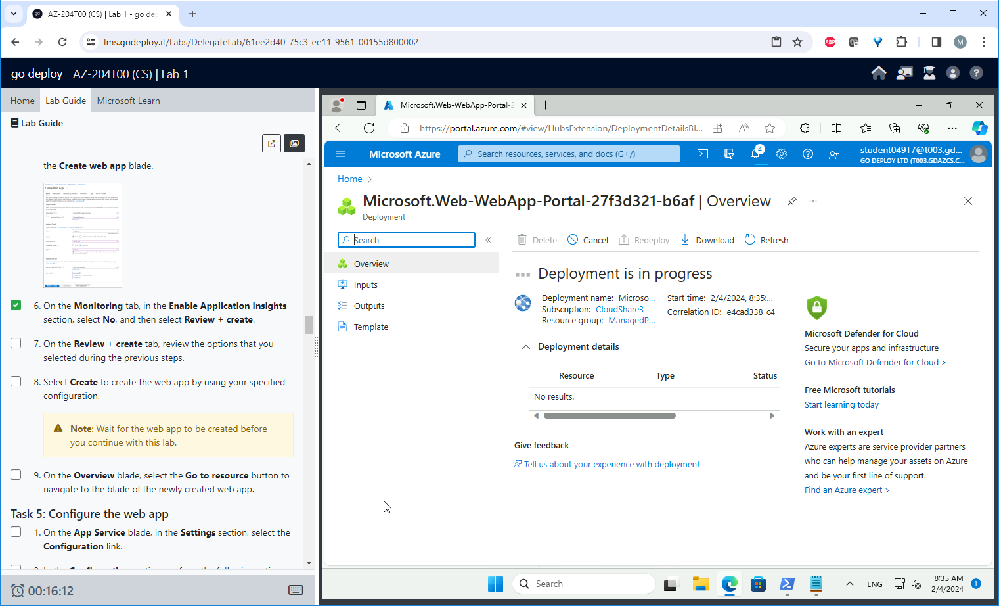 AZ-204T00 (CS) | Lab 1 - go de
lms.godeploy.it/Labs/DelegateLab/61ee2d40-75c3-ee11-9561-00155d800002
ABP
M
go deploy AZ-204T00 (CS) | Lab 1
Home Lab Guide Microsoft Learn
Lab Guide
the Create web app blade.
6. On the Monitoring tab, in the Enable Application Insights
section, select No, and then select Review + create.
7. On the Review + create tab, review the options that you
selected during the previous steps.
8. Select Create to create the web app by using your specified
configuration.
Note: Wait for the web app to be created before
you continue with this lab.
9. On the Overview blade, select the Go to resource button to
navigate to the blade of the newly created web app.
Task 5: Configure the web app
1. On the App Service blade, in the Settings section, select the
Configuration link.
00:16:12
Microsoft.Web-WebApp-Portal-2
https://portal.azure.com/#view/HubsExtension/DeploymentDetailsBl...
Microsoft Azure
Search resources, services, and docs (G+/)
4
student049T7@t003.gd...
GO DEPLOY LTD (T003.GDAZCS.C...
Home >
Microsoft.Web-WebApp-Portal-27f3d321-b6af | Overview
Deployment
Search
Delete Cancel Redeploy Download Refresh
Overview
Inputs
Outputs
Template
Deployment is in progress
Deployment name: Microso...
Subscription: CloudShare3
Resource group: ManagedP...
Start time: 2/4/2024, 8:35:...
Correlation ID: e4cad338-c4
Deployment details
Resource Type Status
No results.
Give feedback
Tell us about your experience with deployment
Microsoft Defender for Cloud
Secure your apps and infrastructure
Go to Microsoft Defender for Cloud >
Free Microsoft tutorials
Start learning today
Work with an expert
Azure experts are service provider partners
who can help manage your assets on Azure
and be your first line of support.
Find an Azure expert >
Search
ENG
8:35 AM
2/4/2024
1